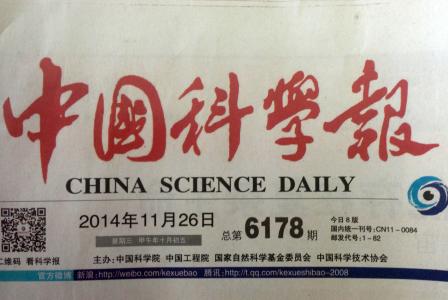 中國科學報
CHINA SCIENCE DAILY
2014年11月26日
星期三 甲午年十月初五
总第6178期
今日8版
国内统一刊号:CN11-0084
邮发代号:1-82
二维码 看科学报
主办:中国科学院 中国工程院 国家自然科学基金委员会 中国科学技术协会
官方微博 新浪:http://weibo.com/kexuebao 腾讯:http://t.qq.com/kexueshibao-2008